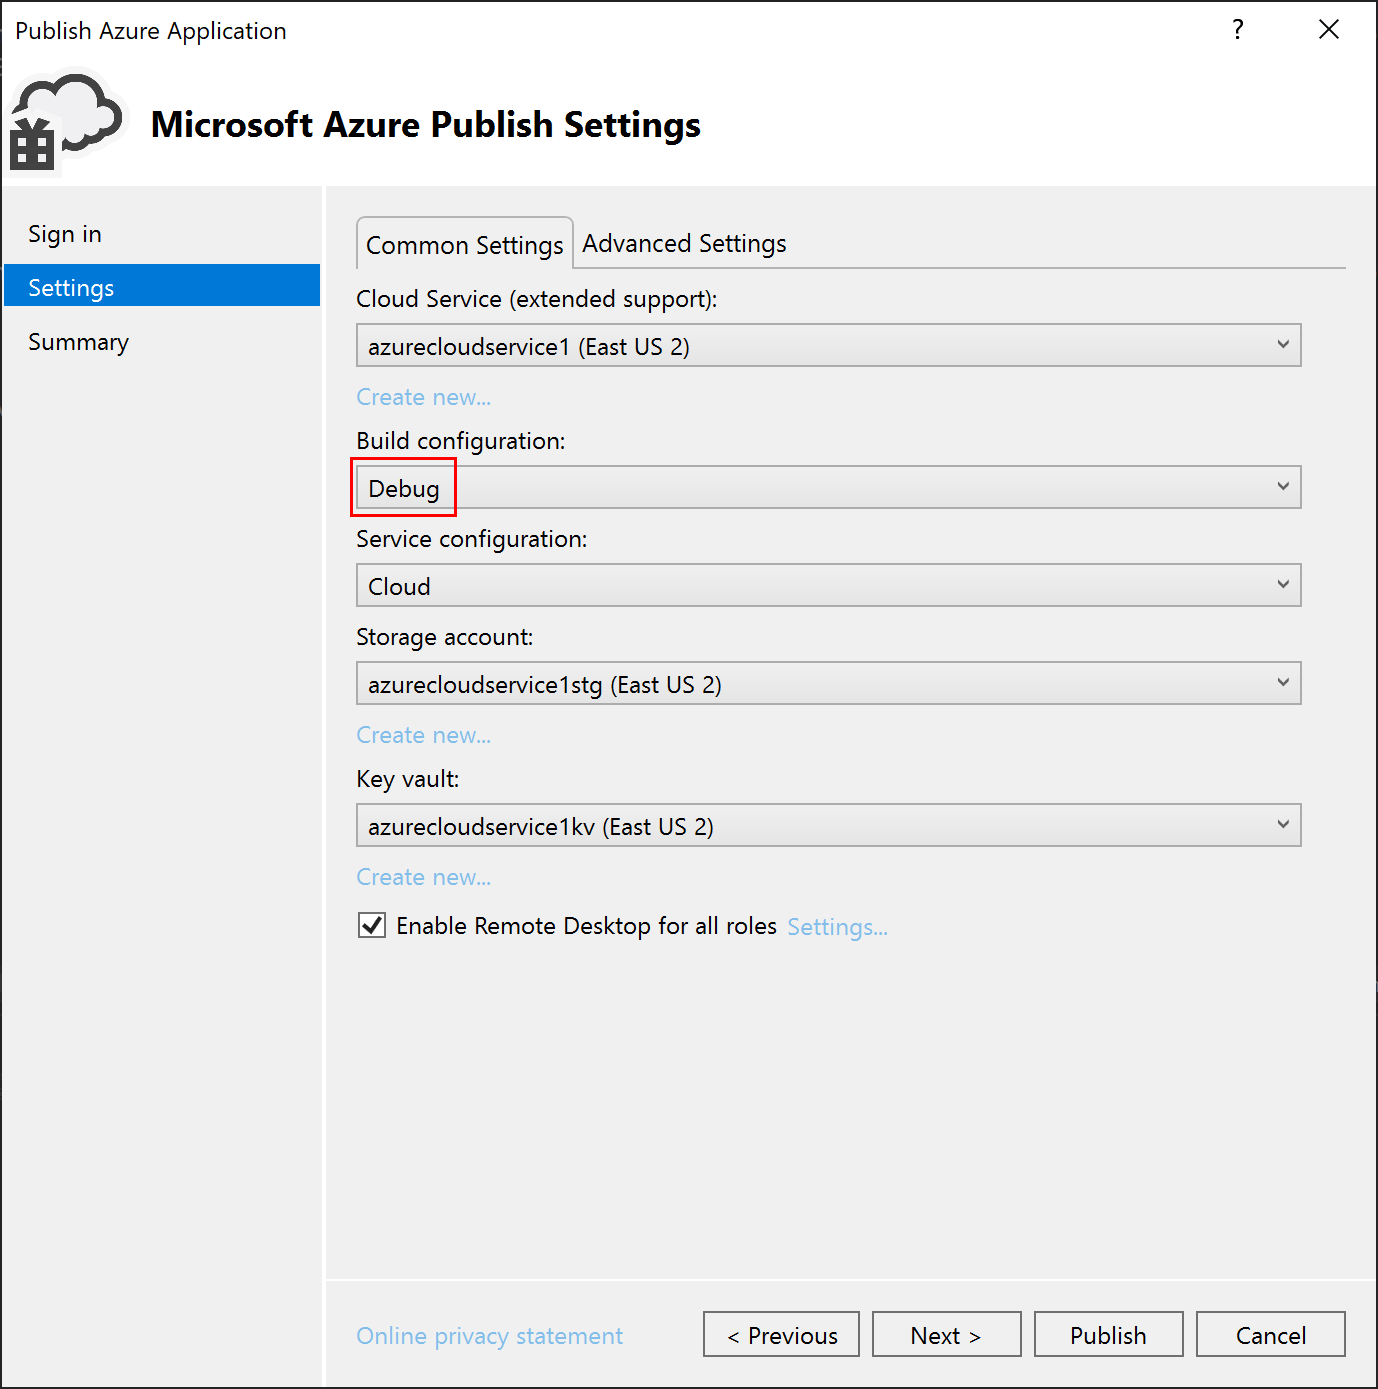 Publish Azure Application
?
Microsoft Azure Publish Settings
Sign in
Settings
Summary
Common Settings Advanced Settings
Cloud Service (extended support):
azurecloudservice1 (East US 2)
Create new...
Build configuration:
Debug
Service configuration:
Cloud
Storage account:
azurecloudservice1stg (East US 2)
Create new...
Key vault:
azurecloudservice1kv (East US 2)
Create new...
Enable Remote Desktop for all roles Settings...
Online privacy statement < Previous Next > Publish Cancel